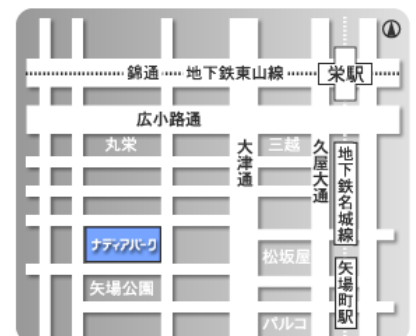 錦通
地下鉄東山線
栄駅
広小路通
丸栄
大津通
三越
久屋大通
地下鉄名城線
ナディアパーク
松坂屋
矢場公園
矢場町駅
パルコ